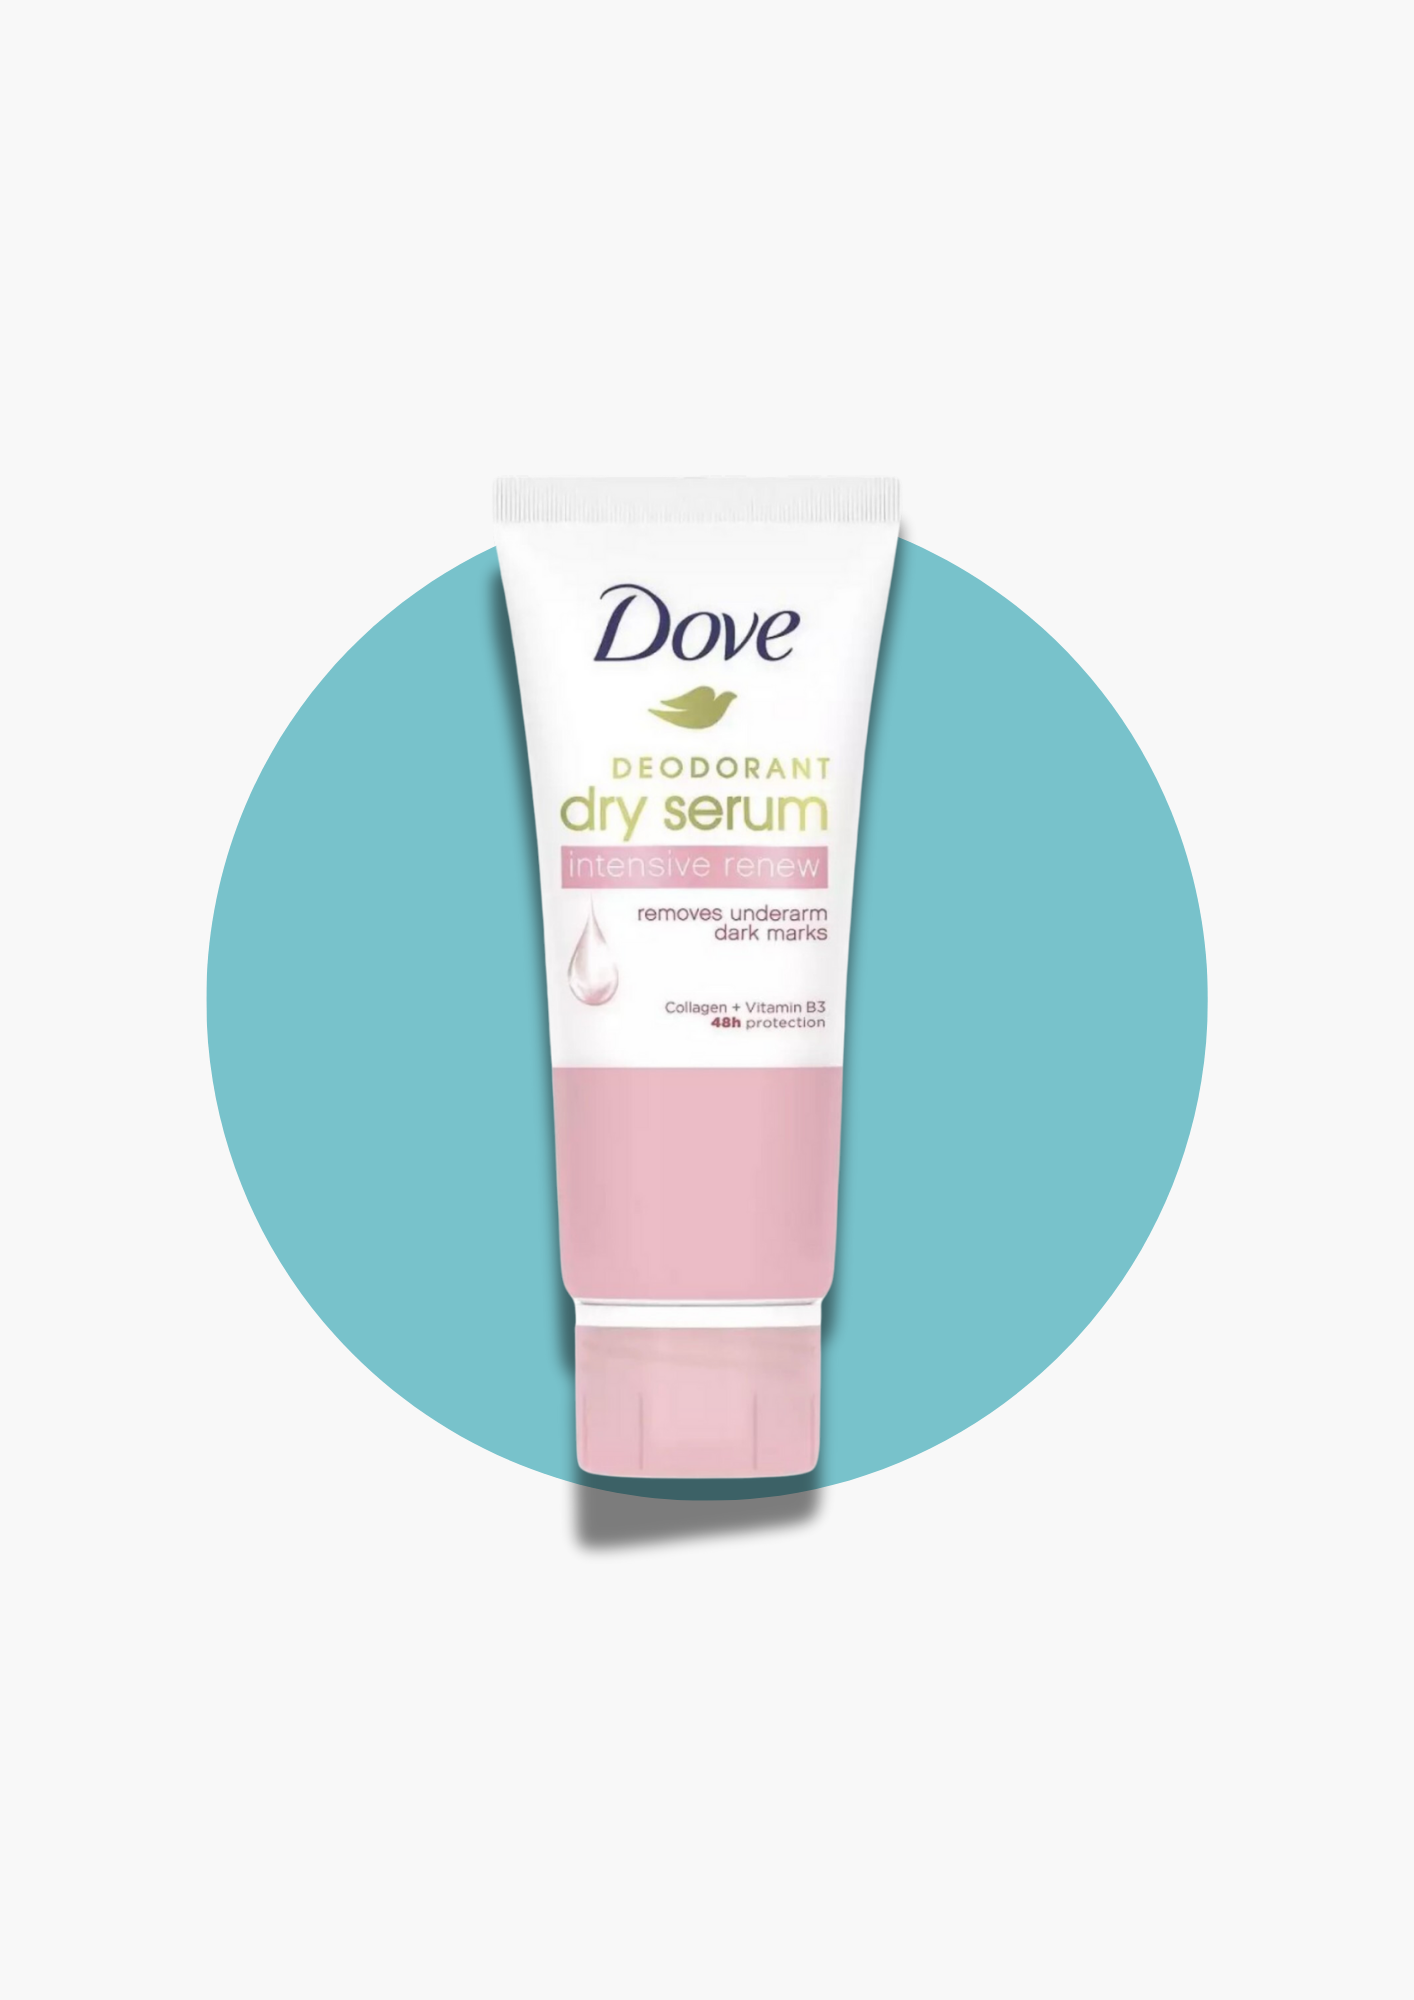 Dove
DEODORANT
dry serum
intensive renew
removes underarm
dark marks
Collagen + Vitamin B3
48h protection